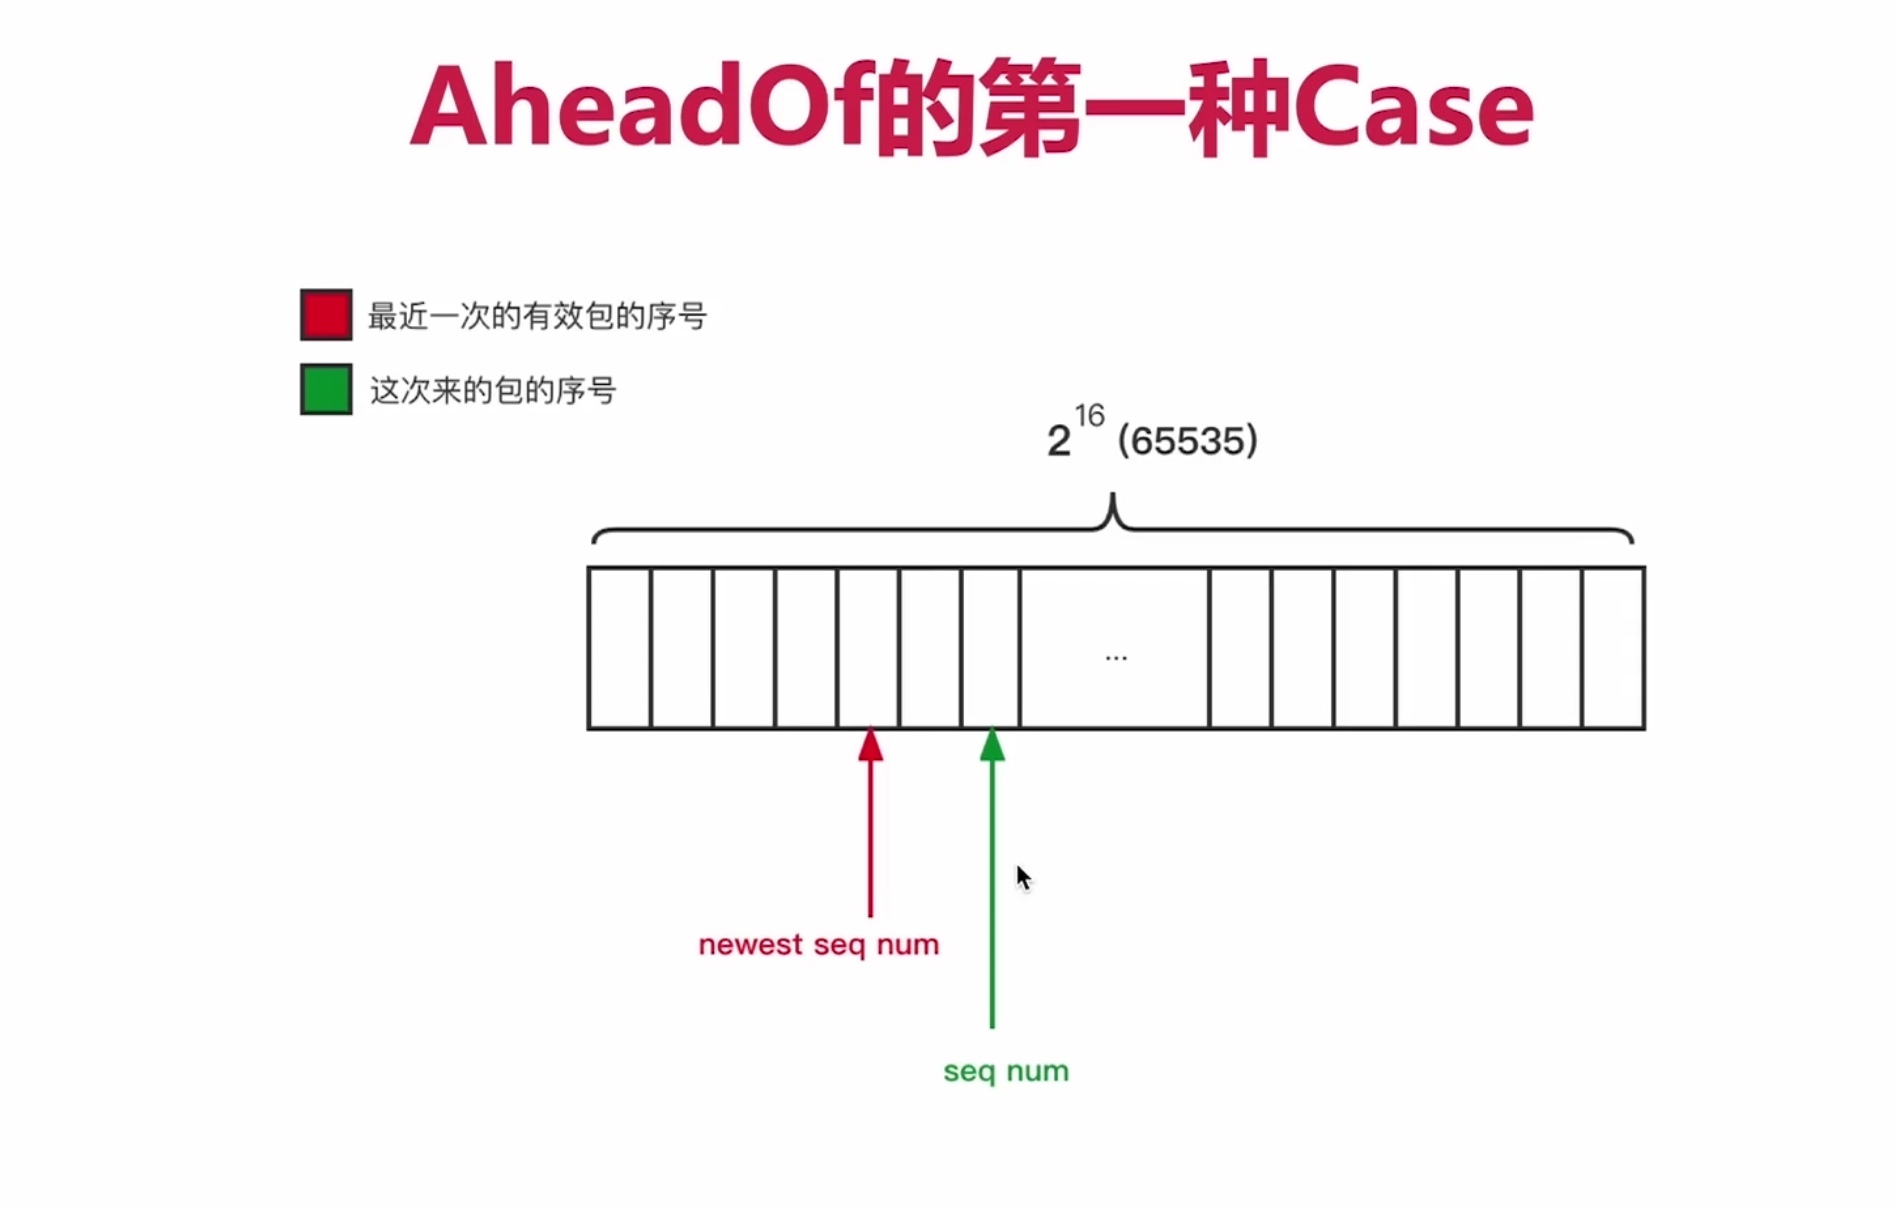 AheadOf的第一种Case
最近一次的有效包的序号
这次来的包的序号
2^16 (65535)
...
newest seq num
seq num